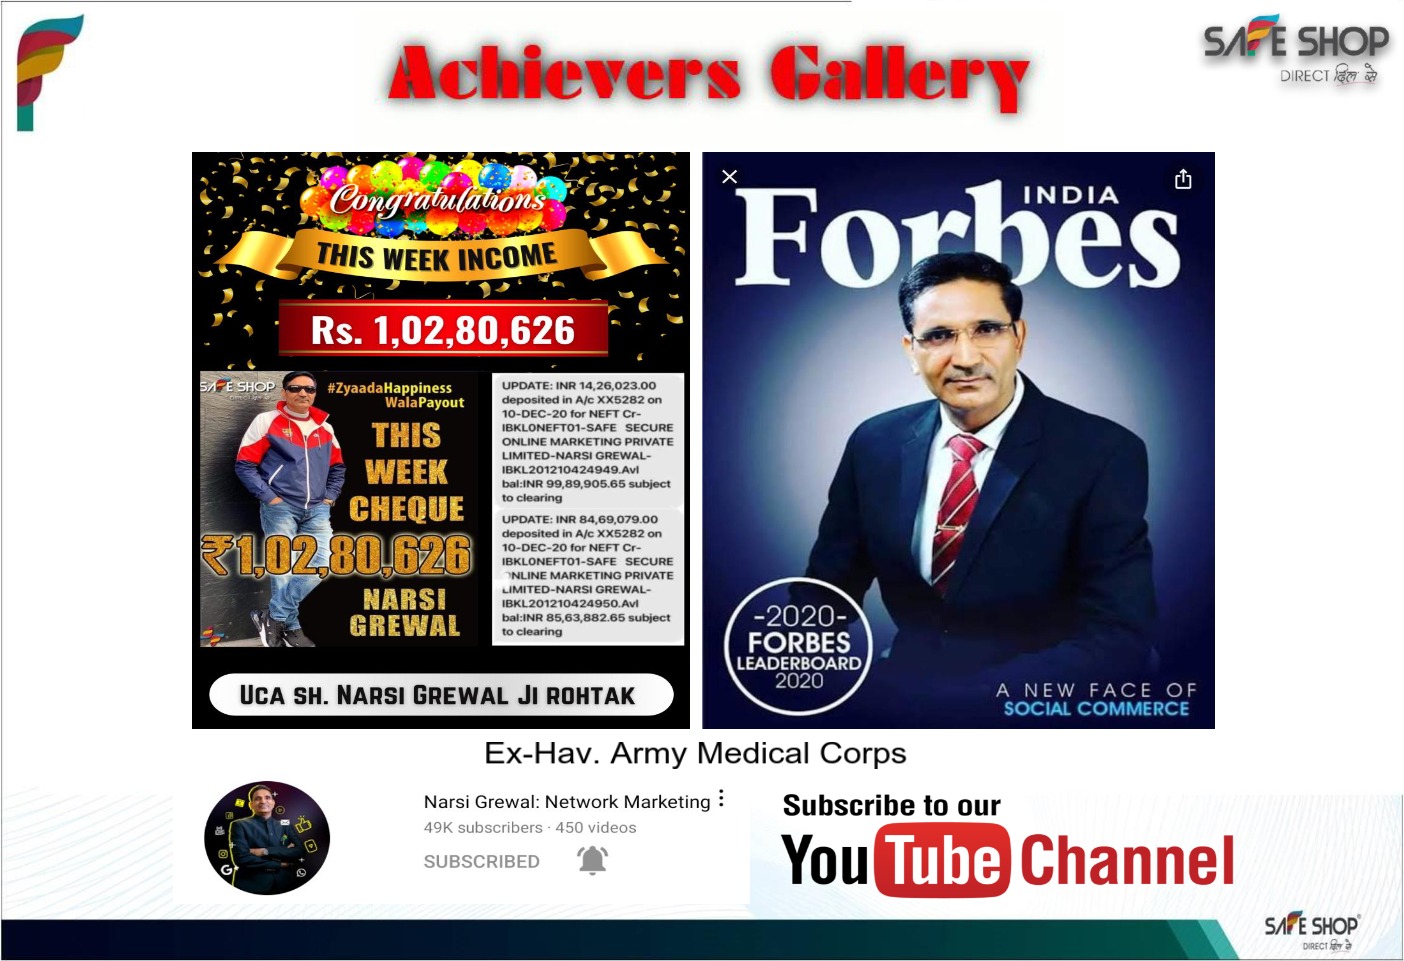 SAFE SHOP
DIRECT दिल से
Achievers Gallery
Congratulations
THIS WEEK INCOME
Rs. 1,02,80,626
SAFE SHOP
#ZyaadaHappiness
WalaPayout
THIS
WEEK
CHEQUE
₹1,02,80,626
NARSI
GREWAL
UPDATE: INR 14,26,023.00
deposited in A/c XX5282 on
10-DEC-20 for NEFT Cr-
IBKL0NEFT01-SAFE SECURE
ONLINE MARKETING PRIVATE
LIMITED-NARSI GREWAL-
IBKL201210424949.Avl
bal:INR 99,89,905.65 subject
to clearing
UPDATE: INR 84,69,079.00
deposited in A/c XX5282 on
10-DEC-20 for NEFT Cr-
IBKL0NEFT01-SAFE SECURE
ONLINE MARKETING PRIVATE
LIMITED-NARSI GREWAL-
IBKL201210424950.Avl
bal:INR 85,63,882.65 subject
to clearing
UCA SH. NARSI GREWAL JI ROHTAK
INDIA
Forbes
-2020-
FORBES
LEADERBOARD
2020
A NEW FACE OF
SOCIAL COMMERCE
Ex-Hav. Army Medical Corps
Narsi Grewal: Network Marketing
49K subscribers · 450 videos
SUBSCRIBED
Subscribe to our
YouTube Channel
SAFE SHOP®
DIRECT दिल से